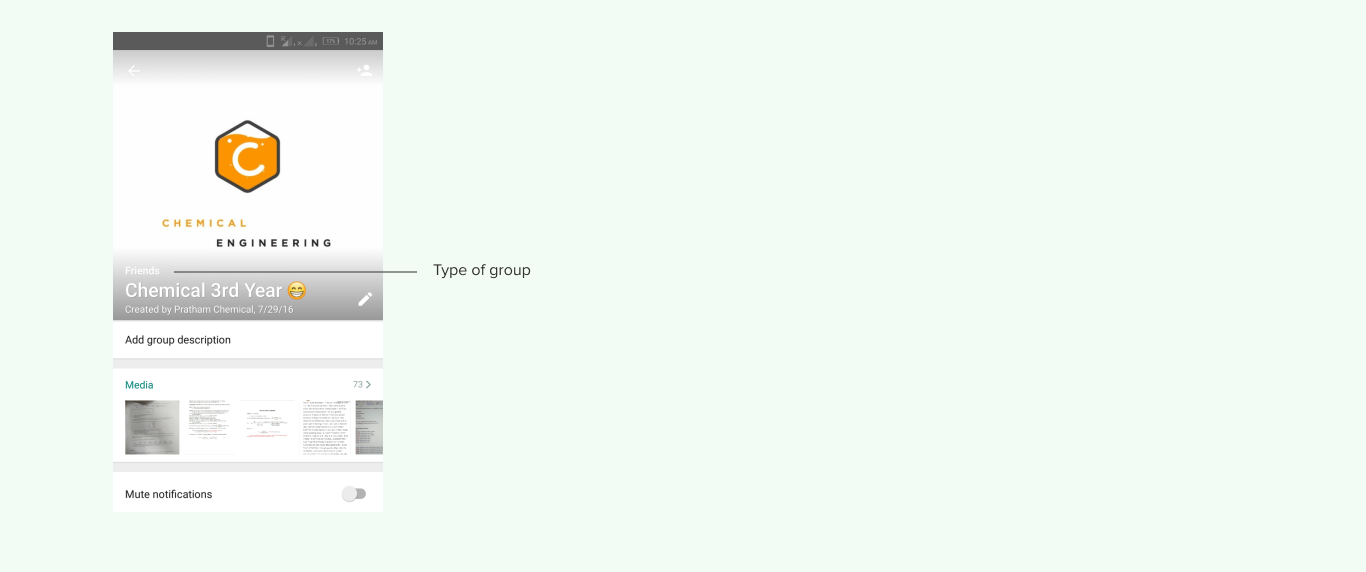 10:25 AM
C
CHEMICAL
ENGINEERING
Friends
Type of group
Chemical 3rd Year 😁
Created by Pratham Chemical, 7/29/16
Add group description
Media
73
Mute notifications